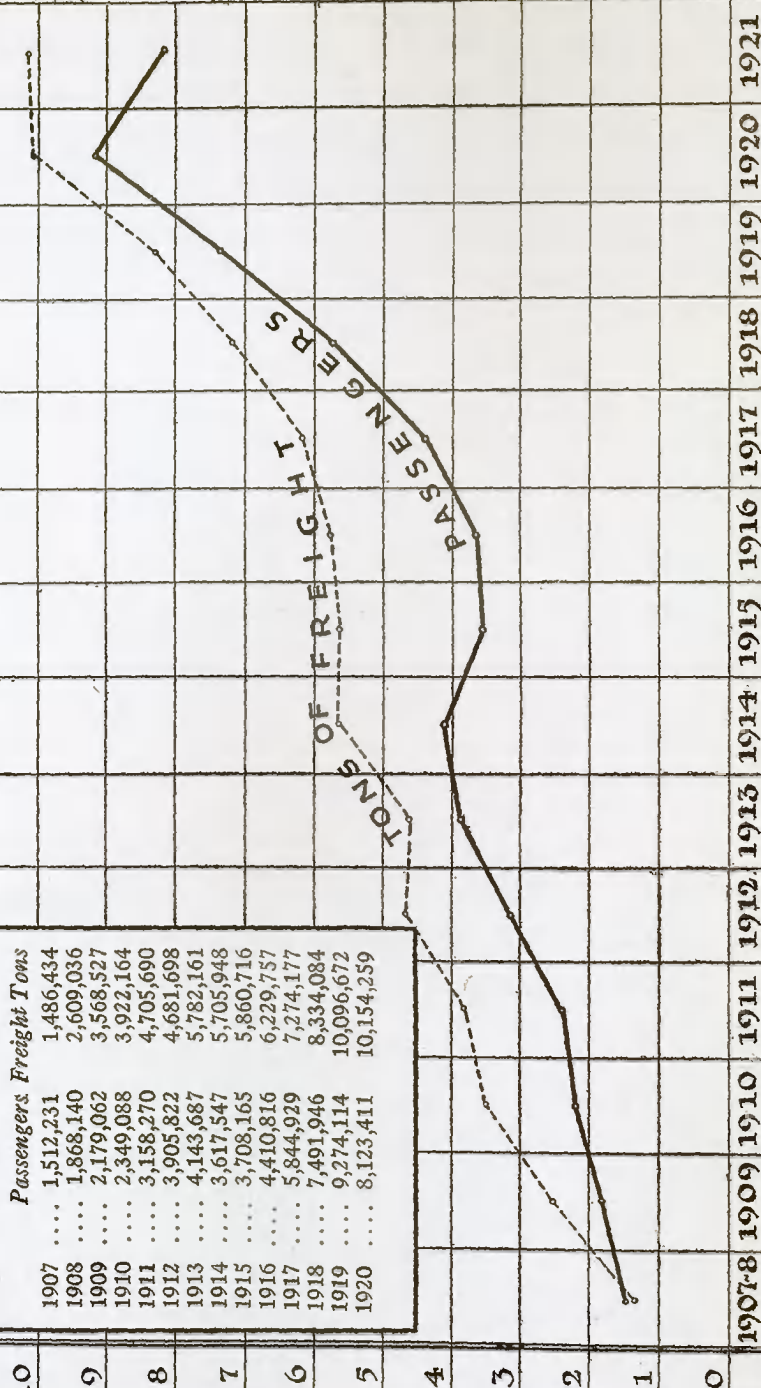 Passengers Freight Tons
1907 .... 1,512,231 1,486,434
1908 .... 1,868,140 2,609,036
1909 .... 2,179,062 3,568,527
1910 .... 2,349,088 3,922,164
1911 .... 3,158,270 4,705,690
1912 .... 3,905,822 4,681,698
1913 .... 4,143,687 5,782,161
1914 .... 3,617,547 5,705,948
1915 .... 3,708,165 5,860,716
1916 .... 4,410,816 6,229,757
1917 .... 5,844,929 7,274,177
1918 .... 7,491,946 8,334,084
1919 .... 9,274,114 10,096,672
1920 .... 8,123,411 10,154,259
TONS OF FREIGHT
PASSENGERS
10
9
8
7
6
5
4
3
2
1
0
1907-8 1909 1910 1911 1912 1913 1914 1915 1916 1917 1918 1919 1920 1921